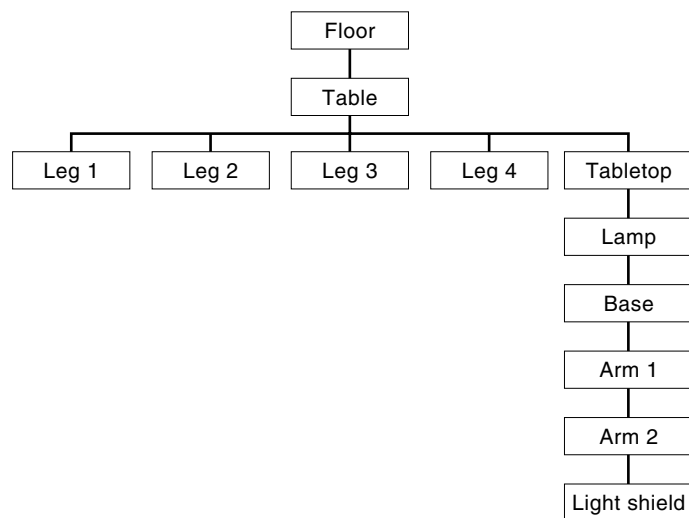 Floor
Table
Leg 1
Leg 2
Leg 3
Leg 4
Tabletop
Lamp
Base
Arm 1
Arm 2
Light shield